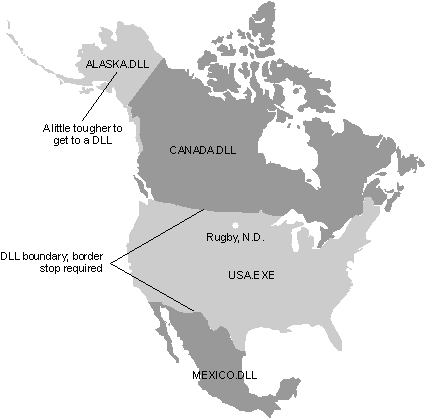 ALASKA.DLL
A little tougher to
get to a DLL
CANADA.DLL
Rugby, N.D.
DLL boundary; border
stop required
USA.EXE
MEXICO.DLL